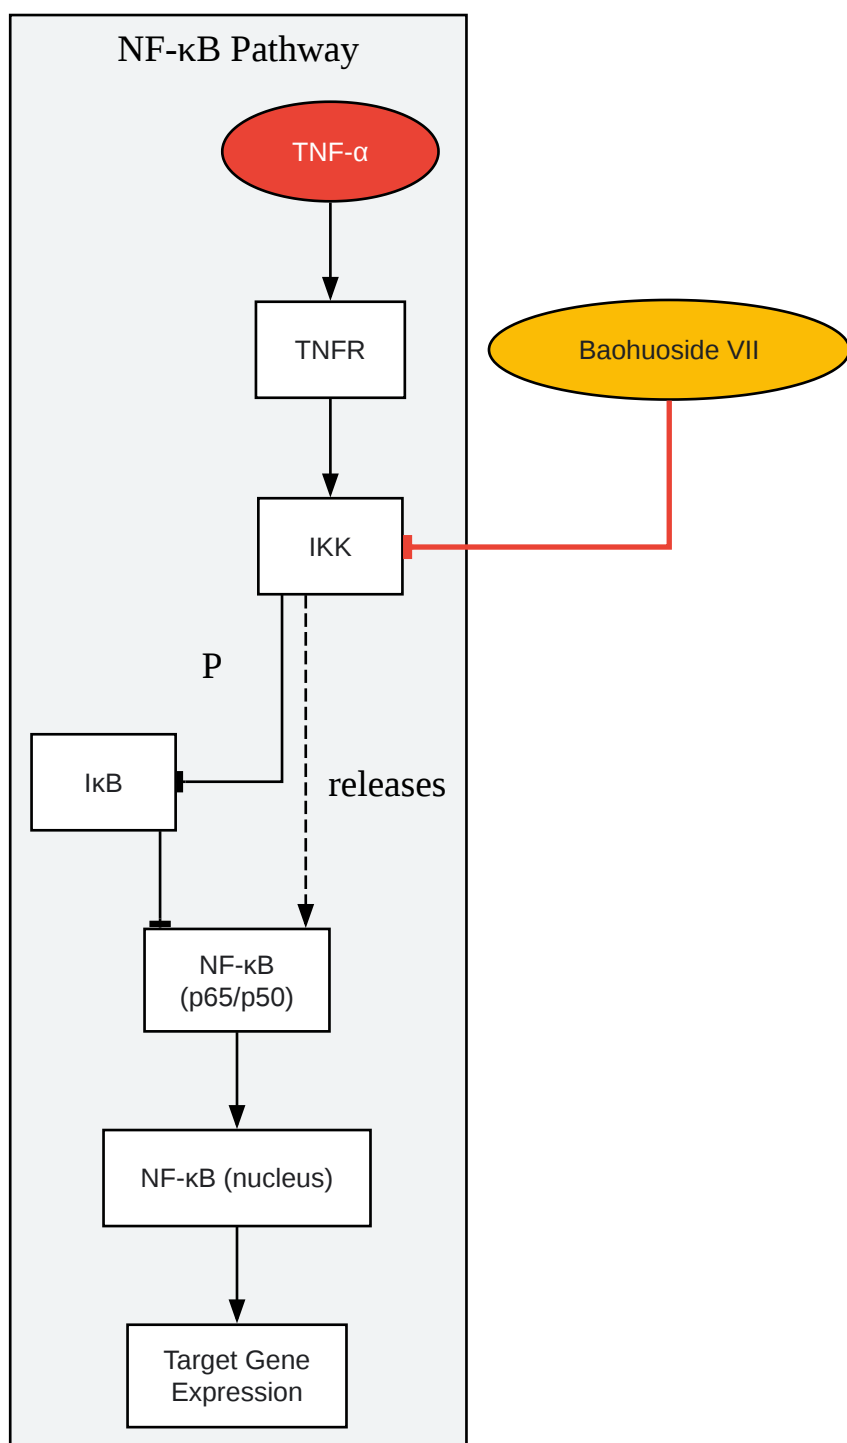 NF-κB Pathway
TNF-α
TNFR
Baohuoside VII
IKK
P
IκB
releases
NF-κB
(p65/p50)
NF-κB (nucleus)
Target Gene
Expression